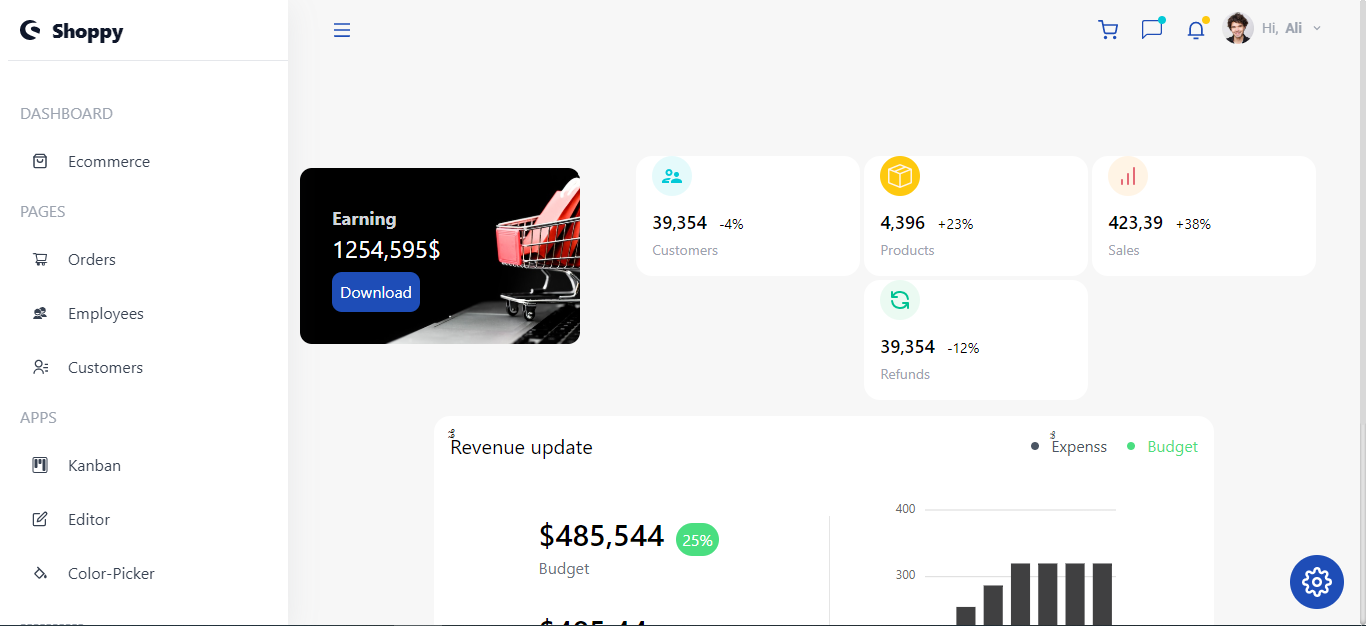 Shoppy
Hi, Ali
DASHBOARD
Ecommerce
PAGES
Orders
Employees
Customers
APPS
Kanban
Editor
Color-Picker
Earning
1254,595$
Download
39,354 -4%
Customers
4,396 +23%
Products
423,39 +38%
Sales
39,354 -12%
Refunds
Revenue update
Expenss
Budget
$485,544 25%
Budget
400
300